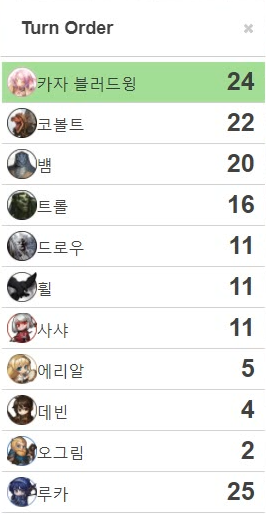 Turn Order ×
카자 블러드윙 24
코볼트 22
뱀 20
트롤 16
드로우 11
휠 11
사샤 11
에리알 5
데빈 4
오그림 2
루카 25